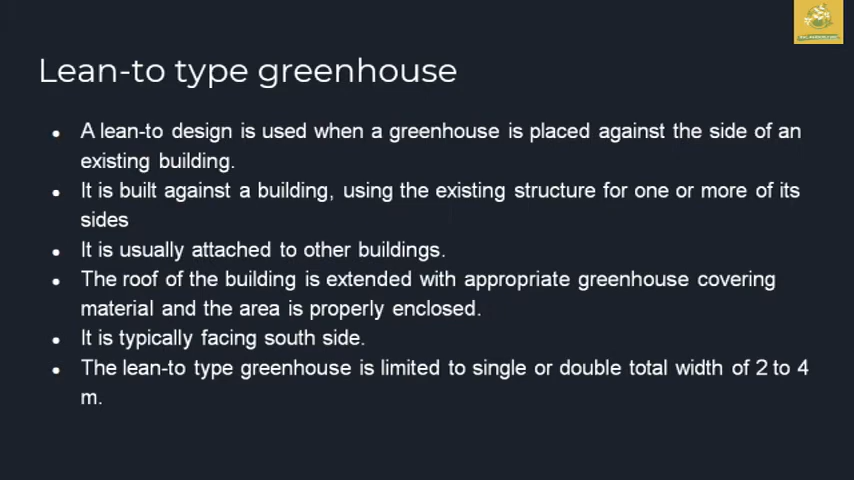 Lean-to type greenhouse
A lean-to design is used when a greenhouse is placed against the side of an
existing building.
It is built against a building, using the existing structure for one or more of its
sides
It is usually attached to other buildings.
The roof of the building is extended with appropriate greenhouse covering
material and the area is properly enclosed.
It is typically facing south side.
The lean-to type greenhouse is limited to single or double total width of 2 to 4
m.